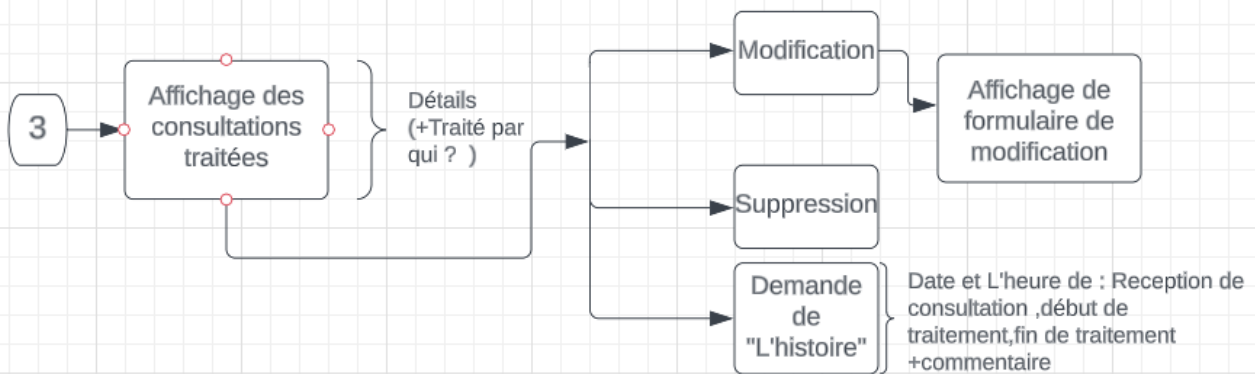 3
Affichage des
consultations
traitées
Détails
(+Traité par
qui ?  )
Modification
Affichage de
formulaire de
modification
Suppression
Demande
de
"L'histoire"
Date et L'heure de : Reception de
consultation ,début de
traitement,fin de traitement
+commentaire